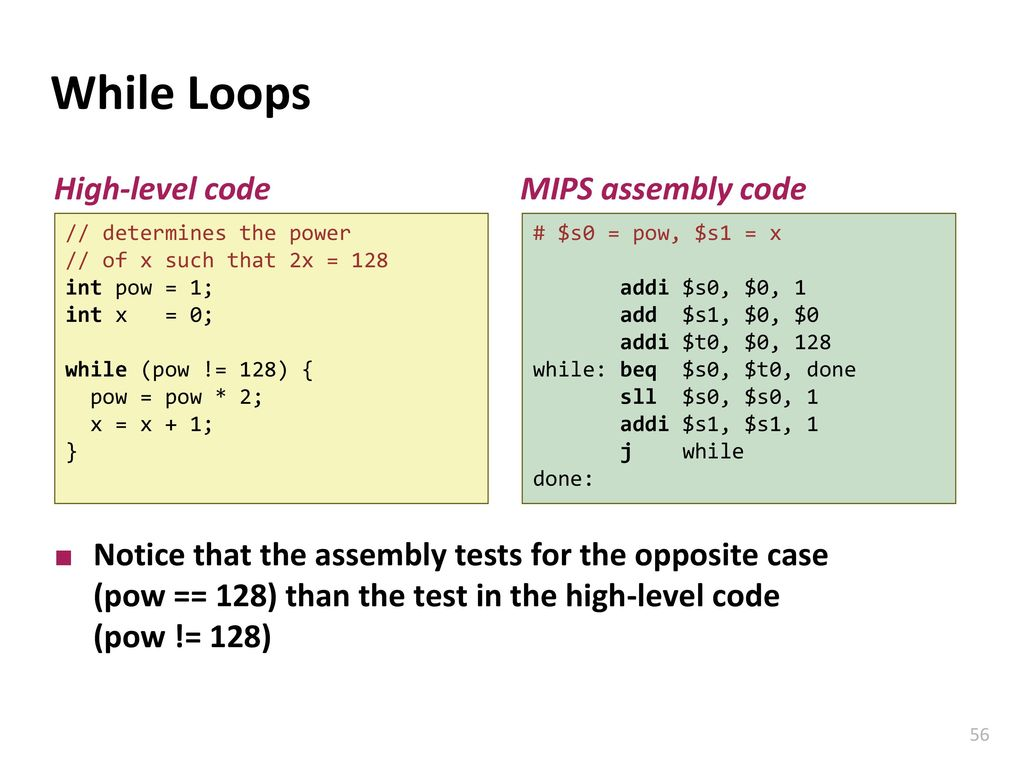 While Loops
High-level code
// determines the power
// of x such that 2x = 128
int pow = 1;
int x   = 0;
while (pow != 128) {
  pow = pow * 2;
  x = x + 1;
}
MIPS assembly code
# $s0 = pow, $s1 = x
       addi $s0, $0, 1
       add  $s1, $0, $0
       addi $t0, $0, 128
while: beq  $s0, $t0, done
       sll  $s0, $s0, 1
       addi $s1, $s1, 1
       j    while
done:
■ Notice that the assembly tests for the opposite case
(pow == 128) than the test in the high-level code
(pow != 128)
56